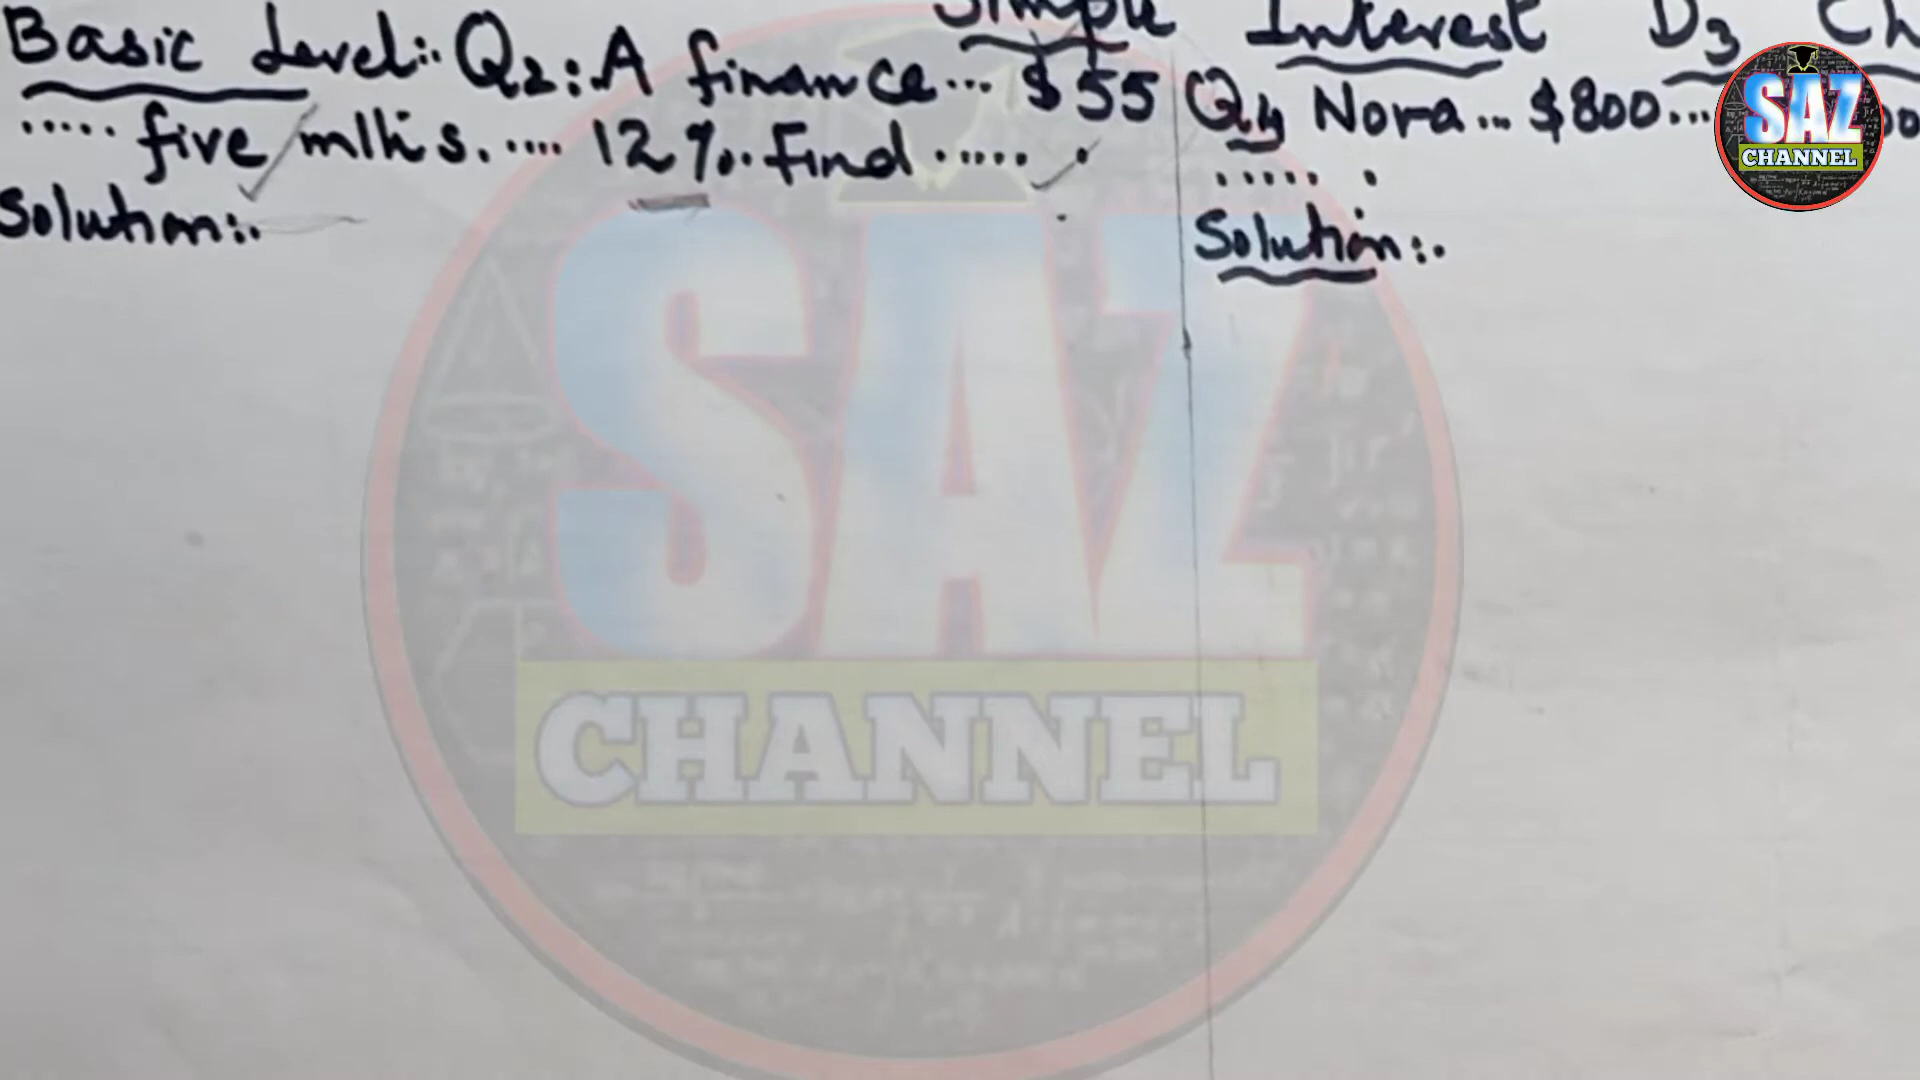 Simple Interest D3 Ch
Basic Level:- Q2: A finance... $55
..... five mths. .... 12%. Find ..... .
Solution:.
Q4 Nora... $800...
..... .
Solution:.
SAZ
CHANNEL
SAZ
CHANNEL